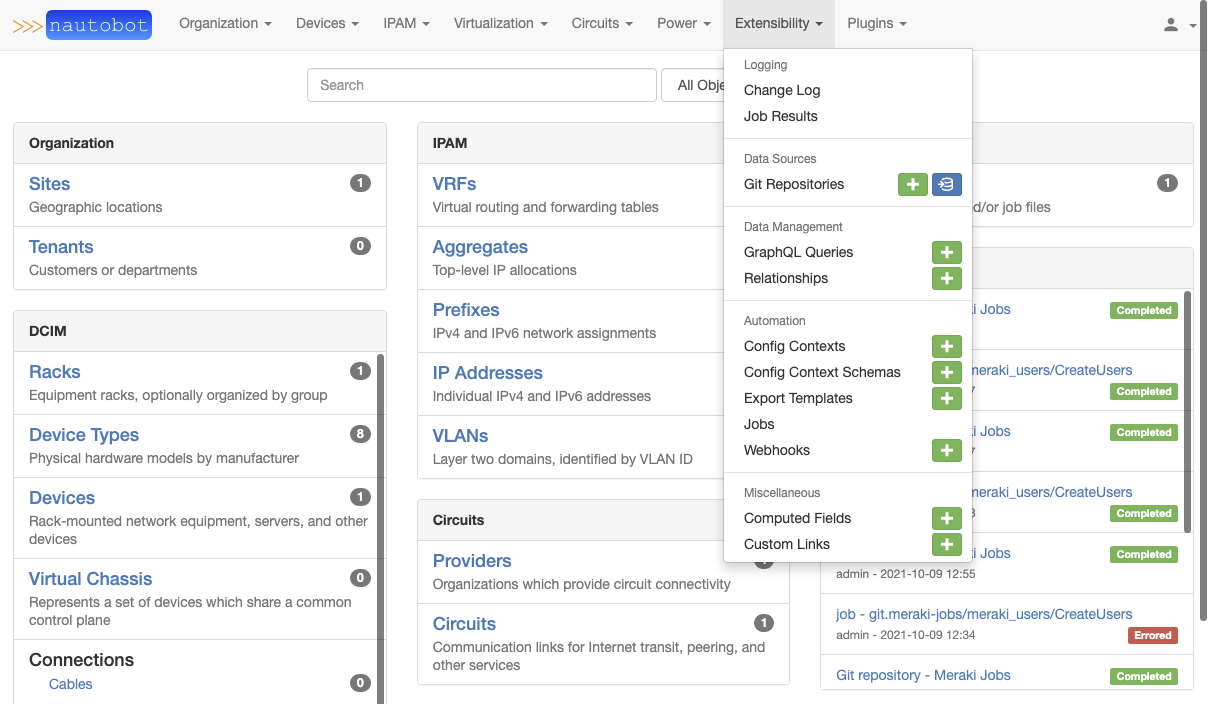 >>> nautobot
Organization
Devices
IPAM
Virtualization
Circuits
Power
Extensibility
Plugins
Search
All Obje
Organization
Sites 1
Geographic locations
Tenants 0
Customers or departments
DCIM
Racks 1
Equipment racks, optionally organized by group
Device Types 8
Physical hardware models by manufacturer
Devices 1
Rack-mounted network equipment, servers, and other
devices
Virtual Chassis 0
Represents a set of devices which share a common
control plane
Connections
Cables 0
IPAM
VRFs
Virtual routing and forwarding tables
Aggregates
Top-level IP allocations
Prefixes
IPv4 and IPv6 network assignments
IP Addresses
Individual IPv4 and IPv6 addresses
VLANs
Layer two domains, identified by VLAN ID
Circuits
Providers
Organizations which provide circuit connectivity
Circuits 1
Communication links for Internet transit, peering, and
other services
Logging
Change Log
Job Results
Data Sources
Git Repositories
Data Management
GraphQL Queries
Relationships
Automation
Config Contexts
Config Context Schemas
Export Templates
Jobs
Webhooks
Miscellaneous
Computed Fields
Custom Links
1
d/or job files
i Jobs
Completed
meraki_users/CreateUsers
Completed
i Jobs
Completed
meraki_users/CreateUsers
Completed
i Jobs
Completed
admin - 2021-10-09 12:55
job - git.meraki-jobs/meraki_users/CreateUsers
admin - 2021-10-09 12:34
Errored
Git repository - Meraki Jobs
Completed